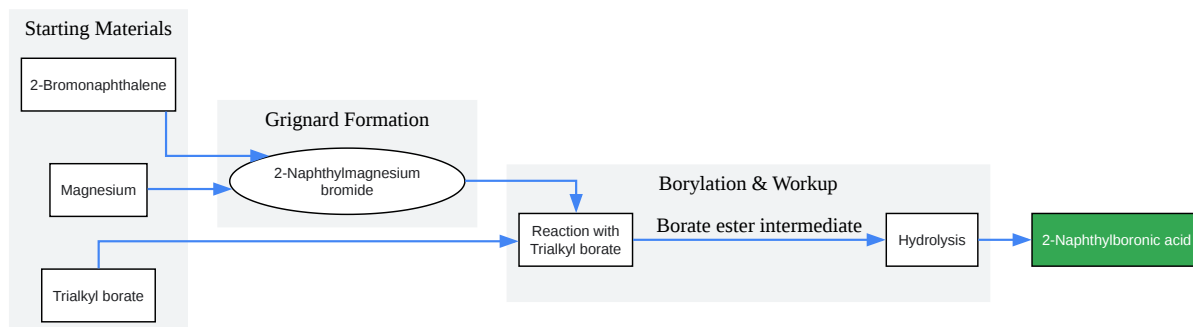 Starting Materials
2-Bromonaphthalene
Magnesium
Trialkyl borate
Grignard Formation
2-Naphthylmagnesium
bromide
Borylation & Workup
Reaction with
Trialkyl borate
Borate ester intermediate
Hydrolysis
2-Naphthylboronic acid